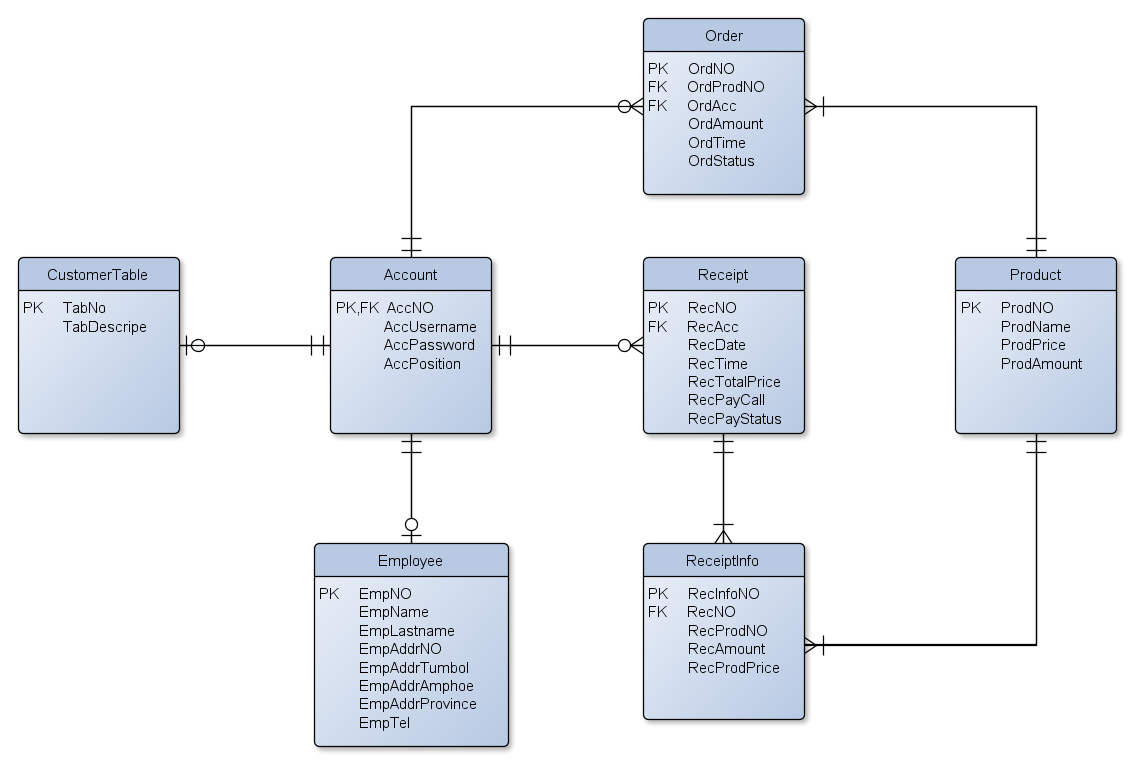 Order
PK OrdNO
FK OrdProdNO
FK OrdAcc
OrdAmount
OrdTime
OrdStatus
CustomerTable
PK TabNo
TabDescripe
Account
PK,FK AccNO
AccUsername
AccPassword
AccPosition
Receipt
PK RecNO
FK RecAcc
RecDate
RecTime
RecTotalPrice
RecPayCall
RecPayStatus
Product
PK ProdNO
ProdName
ProdPrice
ProdAmount
Employee
PK EmpNO
EmpName
EmpLastname
EmpAddrNO
EmpAddrTumbol
EmpAddrAmphoe
EmpAddrProvince
EmpTel
ReceiptInfo
PK RecInfoNO
FK RecNO
RecProdNO
RecAmount
RecProdPrice